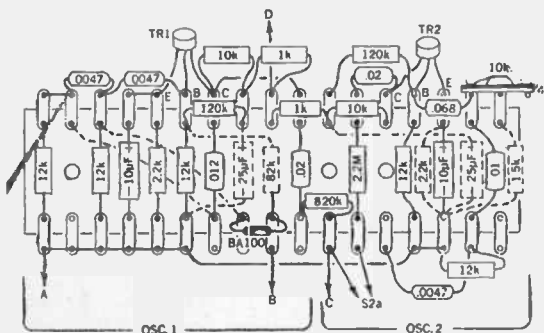 D
TR1
TR2
10k
1k
120k
.02
10k
.0047
.0047
E
B
C
120k
1k
10k
C
B
E
.068
12k
12k
10µF
2.2k
12k
.012
.25µF
82k
.02
2.2M
12k
2.2k
10µF
.25µF
.01
1.5k
820k
BA100
12k
.0047
A
B
C
S2a
OSC.1
OSC.2